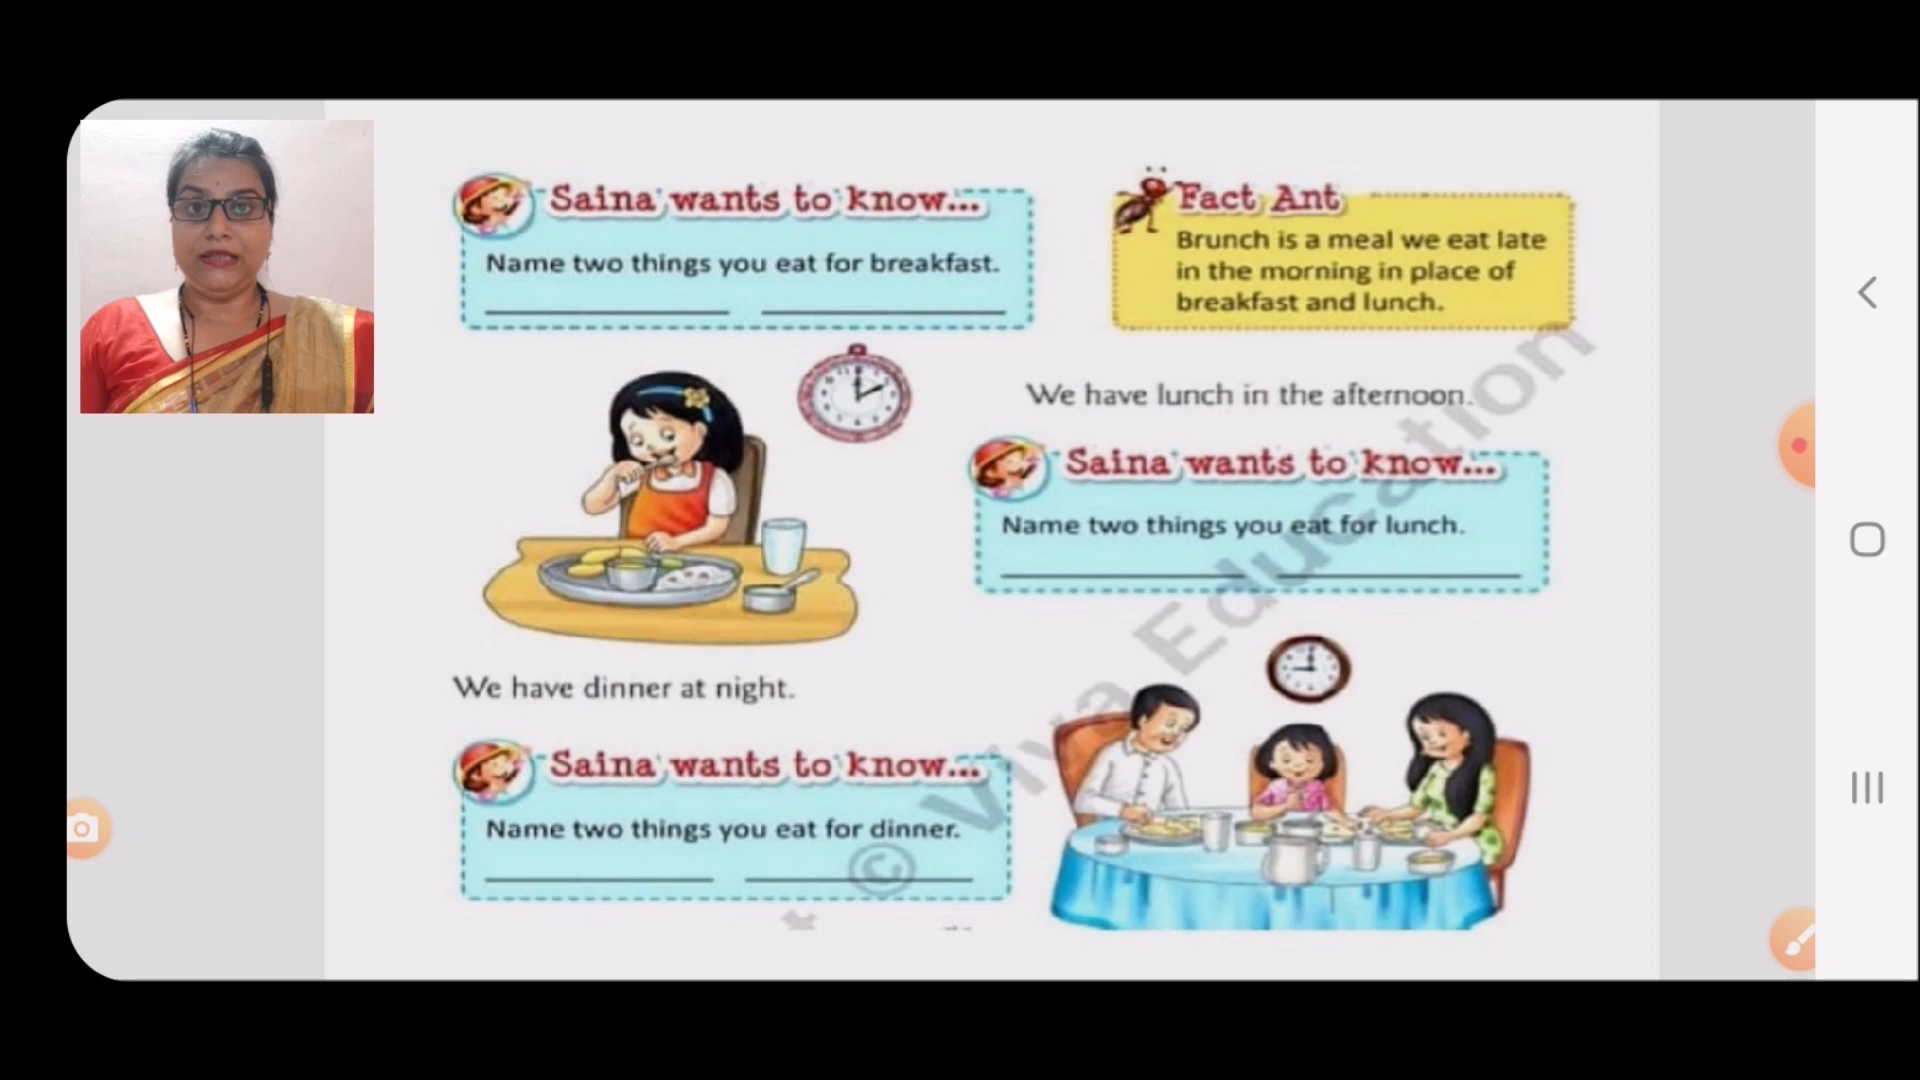 Saina wants to know...
Name two things you eat for breakfast.
Fact Ant
Brunch is a meal we eat late
in the morning in place of
breakfast and lunch.
We have lunch in the afternoon.
Saina wants to know...
Name two things you eat for lunch.
We have dinner at night.
Saina wants to know...
Name two things you eat for dinner.
© Viva Education